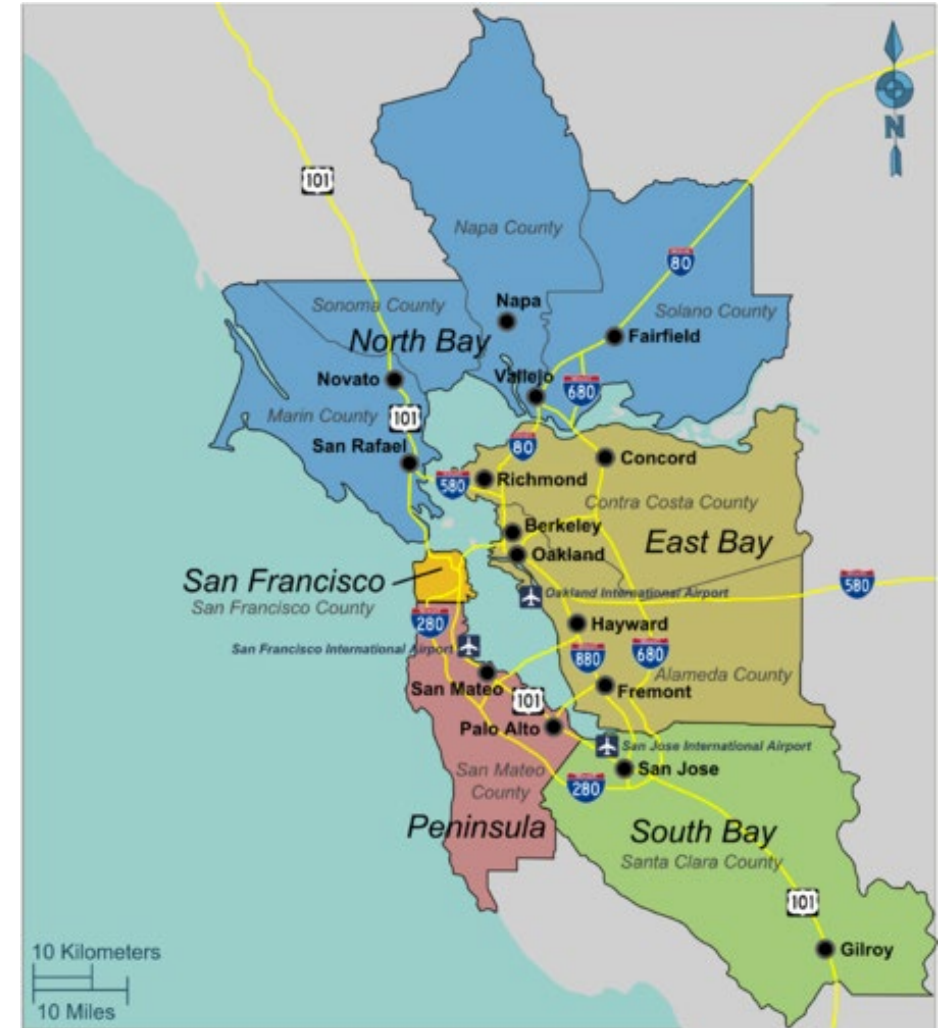 N
101
Napa County
80
Sonoma County
Solano County
Napa
North Bay
Fairfield
Vallejo
Novato
680
Marin County
101
San Rafael
80
Concord
580
Richmond
Contra Costa County
Berkeley
East Bay
Oakland
San Francisco
580
Oakland International Airport
San Francisco County
280
Hayward
San Francisco International Airport
880
680
Alameda County
San Mateo
Fremont
101
Palo Alto
San Jose International Airport
San Mateo
County
San Jose
280
Peninsula
South Bay
Santa Clara County
101
Gilroy
10 Kilometers
10 Miles